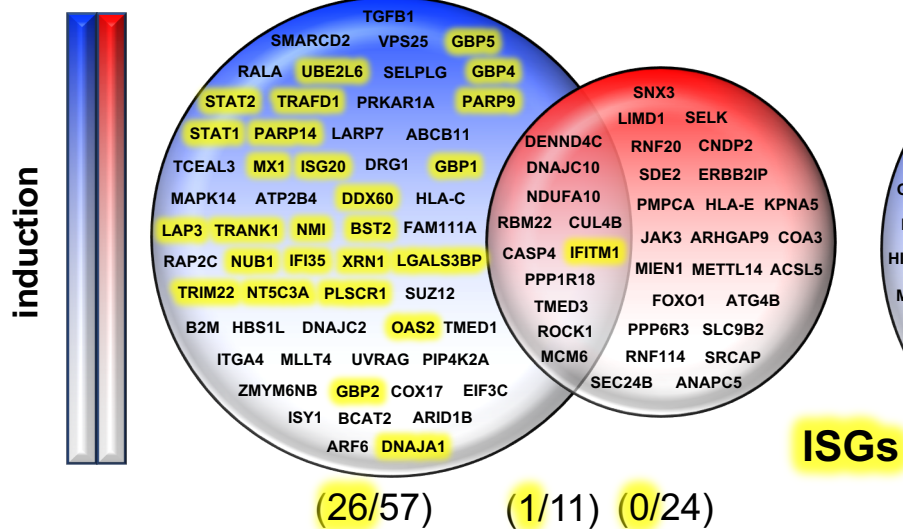 induction
TGFB1
SMARCD2 VPS25 GBP5
RALA UBE2L6 SELPLG GBP4
STAT2 TRAFD1 PRKAR1A PARP9
STAT1 PARP14 LARP7 ABCB11
TCEAL3 MX1 ISG20 DRG1 GBP1
MAPK14 ATP2B4 DDX60 HLA-C
LAP3 TRANK1 NMI BST2 FAM111A
RAP2C NUB1 IFI35 XRN1 LGALS3BP
TRIM22 NT5C3A PLSCR1 SUZ12
B2M HBS1L DNAJC2 OAS2 TMED1
ITGA4 MLLT4 UVRAG PIP4K2A
ZMYM6NB GBP2 COX17 EIF3C
ISY1 BCAT2 ARID1B
ARF6 DNAJA1
DENND4C
DNAJC10
NDUFA10
RBM22 CUL4B
CASP4 IFITM1
PPP1R18
TMED3
ROCK1
MCM6
SNX3
LIMD1 SELK
RNF20 CNDP2
SDE2 ERBB2IP
PMPCA HLA-E KPNA5
JAK3 ARHGAP9 COA3
MIEN1 METTL14 ACSL5
FOXO1 ATG4B
PPP6R3 SLC9B2
RNF114 SRCAP
SEC24B ANAPC5
ISGs
(26/57) (1/11) (0/24)